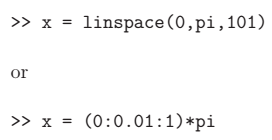 >> x = linspace(0,pi,101)
or
>> x = (0:0.01:1)*pi